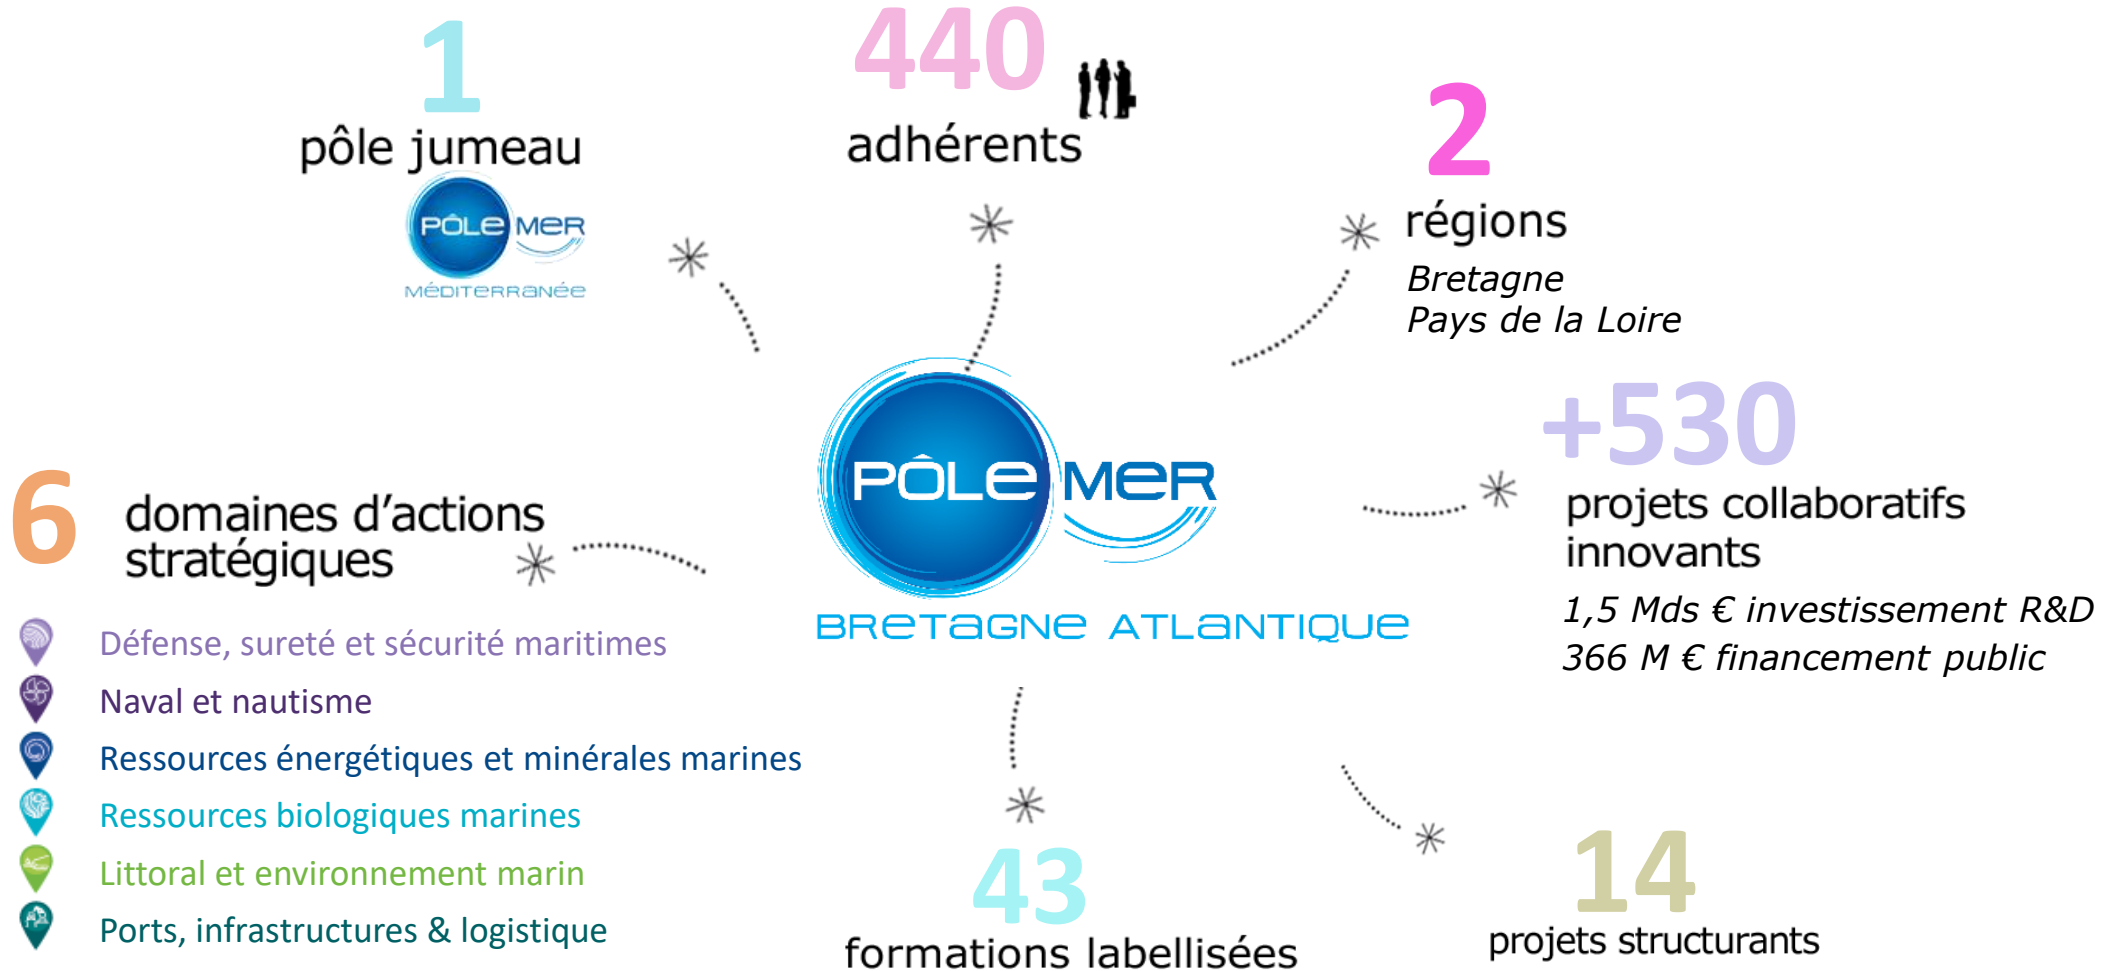 1
pôle jumeau
PÔLE MER
MÉDITERRANÉE
440
adhérents
2
régions
Bretagne
Pays de la Loire
+530
projets collaboratifs
innovants
1,5 Mds € investissement R&D
366 M € financement public
PÔLE MER
BRETAGNE ATLANTIQUE
6
domaines d'actions
stratégiques
Défense, sureté et sécurité maritimes
Naval et nautisme
Ressources énergétiques et minérales marines
Ressources biologiques marines
Littoral et environnement marin
Ports, infrastructures & logistique
43
formations labellisées
14
projets structurants